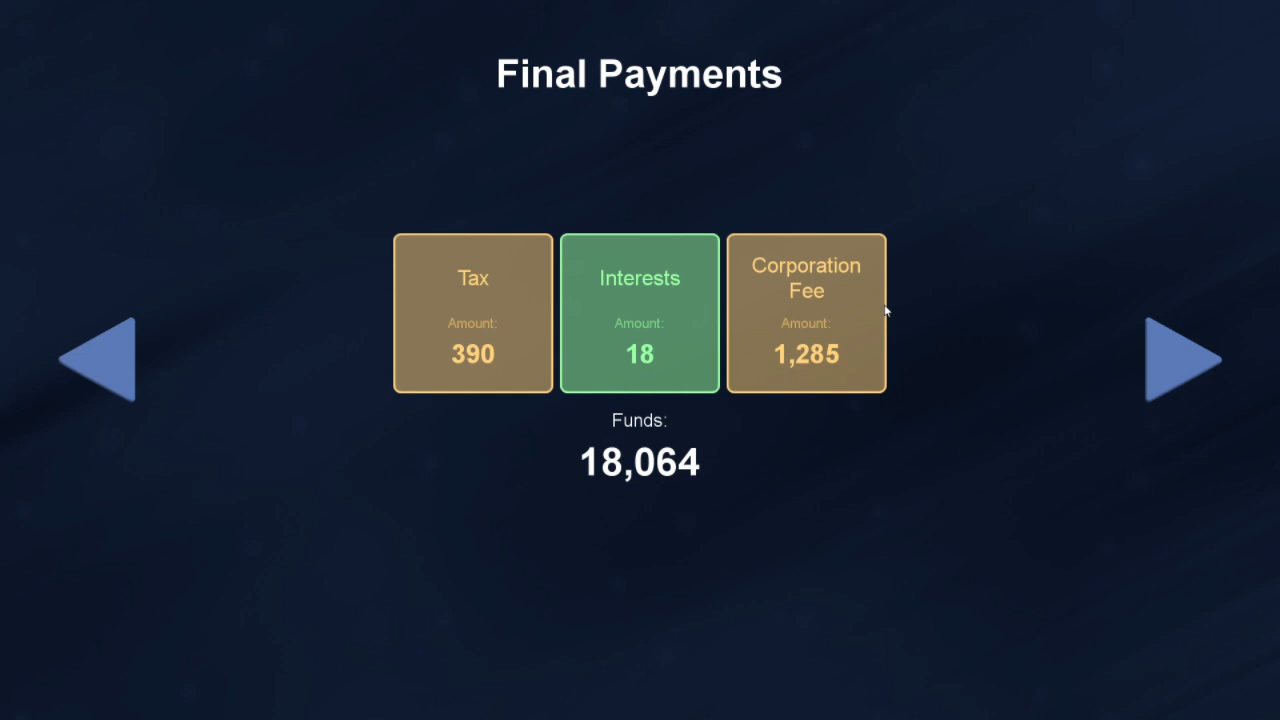 Final Payments
Tax
Amount:
390
Interests
Amount:
18
Corporation
Fee
Amount:
1,285
Funds:
18,064